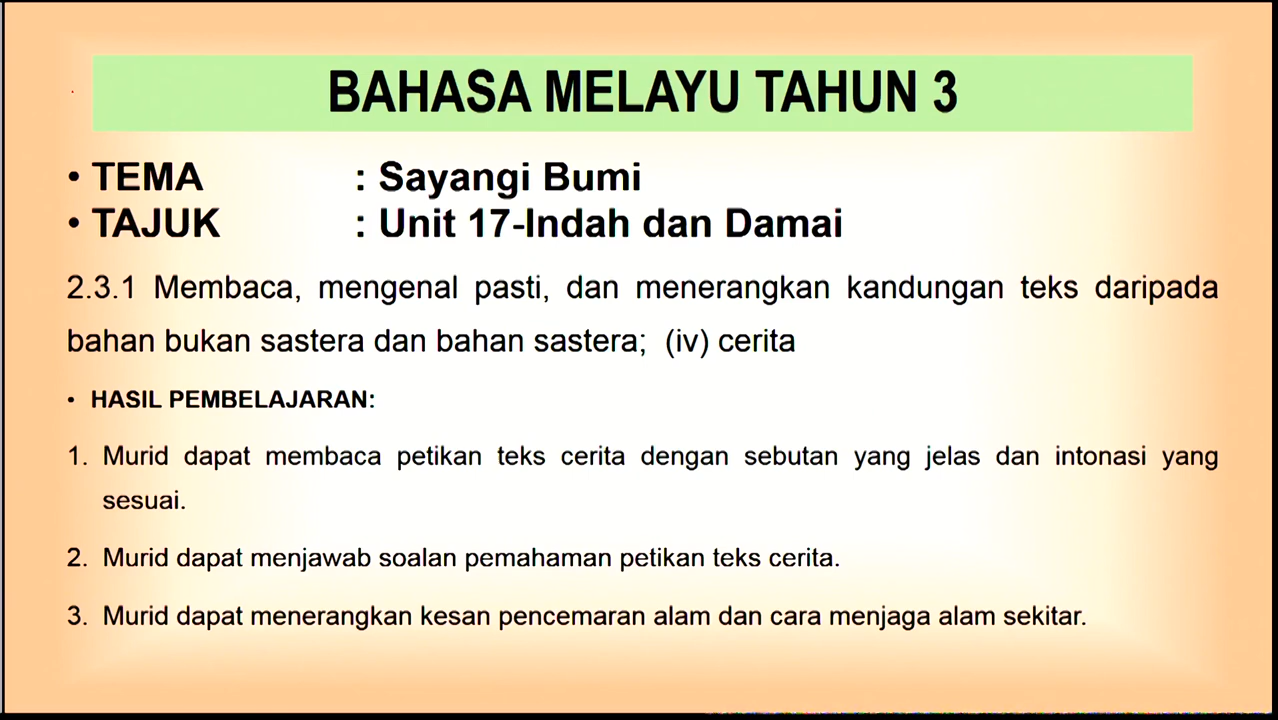 BAHASA MELAYU TAHUN 3
• TEMA : Sayangi Bumi
• TAJUK : Unit 17-Indah dan Damai
2.3.1 Membaca, mengenal pasti, dan menerangkan kandungan teks daripada
bahan bukan sastera dan bahan sastera; (iv) cerita
• HASIL PEMBELAJARAN:
1. Murid dapat membaca petikan teks cerita dengan sebutan yang jelas dan intonasi yang
sesuai.
2. Murid dapat menjawab soalan pemahaman petikan teks cerita.
3. Murid dapat menerangkan kesan pencemaran alam dan cara menjaga alam sekitar.